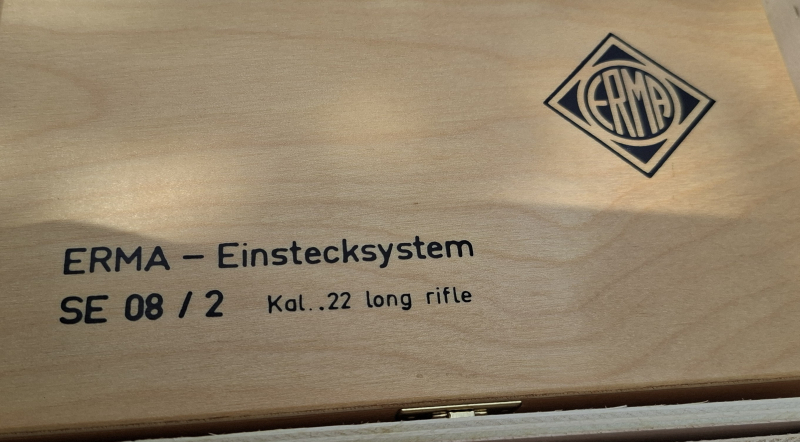 ERMA
ERMA – Einstecksystem
SE 08 / 2 Kal. .22 long rifle